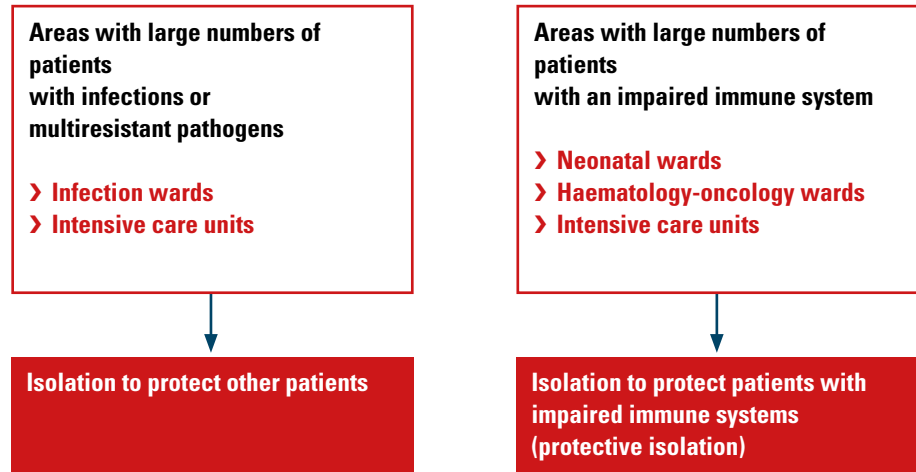 Areas with large numbers of
patients
with infections or
multiresistant pathogens
❯ Infection wards
❯ Intensive care units
Isolation to protect other patients
Areas with large numbers of
patients
with an impaired immune system
❯ Neonatal wards
❯ Haematology-oncology wards
❯ Intensive care units
Isolation to protect patients with
impaired immune systems
(protective isolation)